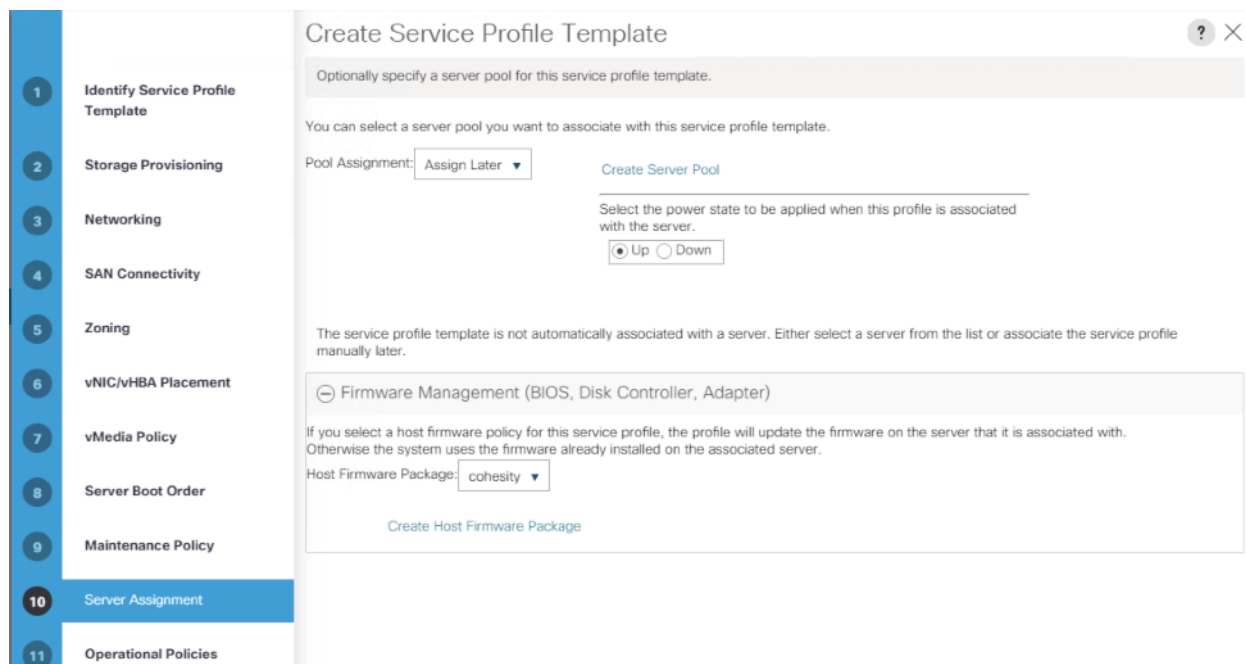 Create Service Profile Template
?
Optionally specify a server pool for this service profile template.
1
Identify Service Profile
Template
You can select a server pool you want to associate with this service profile template.
2
Storage Provisioning
Pool Assignment:
Assign Later
Create Server Pool
3
Networking
Select the power state to be applied when this profile is associated
with the server.
Up
Down
4
SAN Connectivity
5
Zoning
The service profile template is not automatically associated with a server. Either select a server from the list or associate the service profile
manually later.
6
vNIC/vHBA Placement
Firmware Management (BIOS, Disk Controller, Adapter)
7
vMedia Policy
If you select a host firmware policy for this service profile, the profile will update the firmware on the server that it is associated with.
Otherwise the system uses the firmware already installed on the associated server.
Host Firmware Package:
cohesity
8
Server Boot Order
Create Host Firmware Package
9
Maintenance Policy
10
Server Assignment
11
Operational Policies